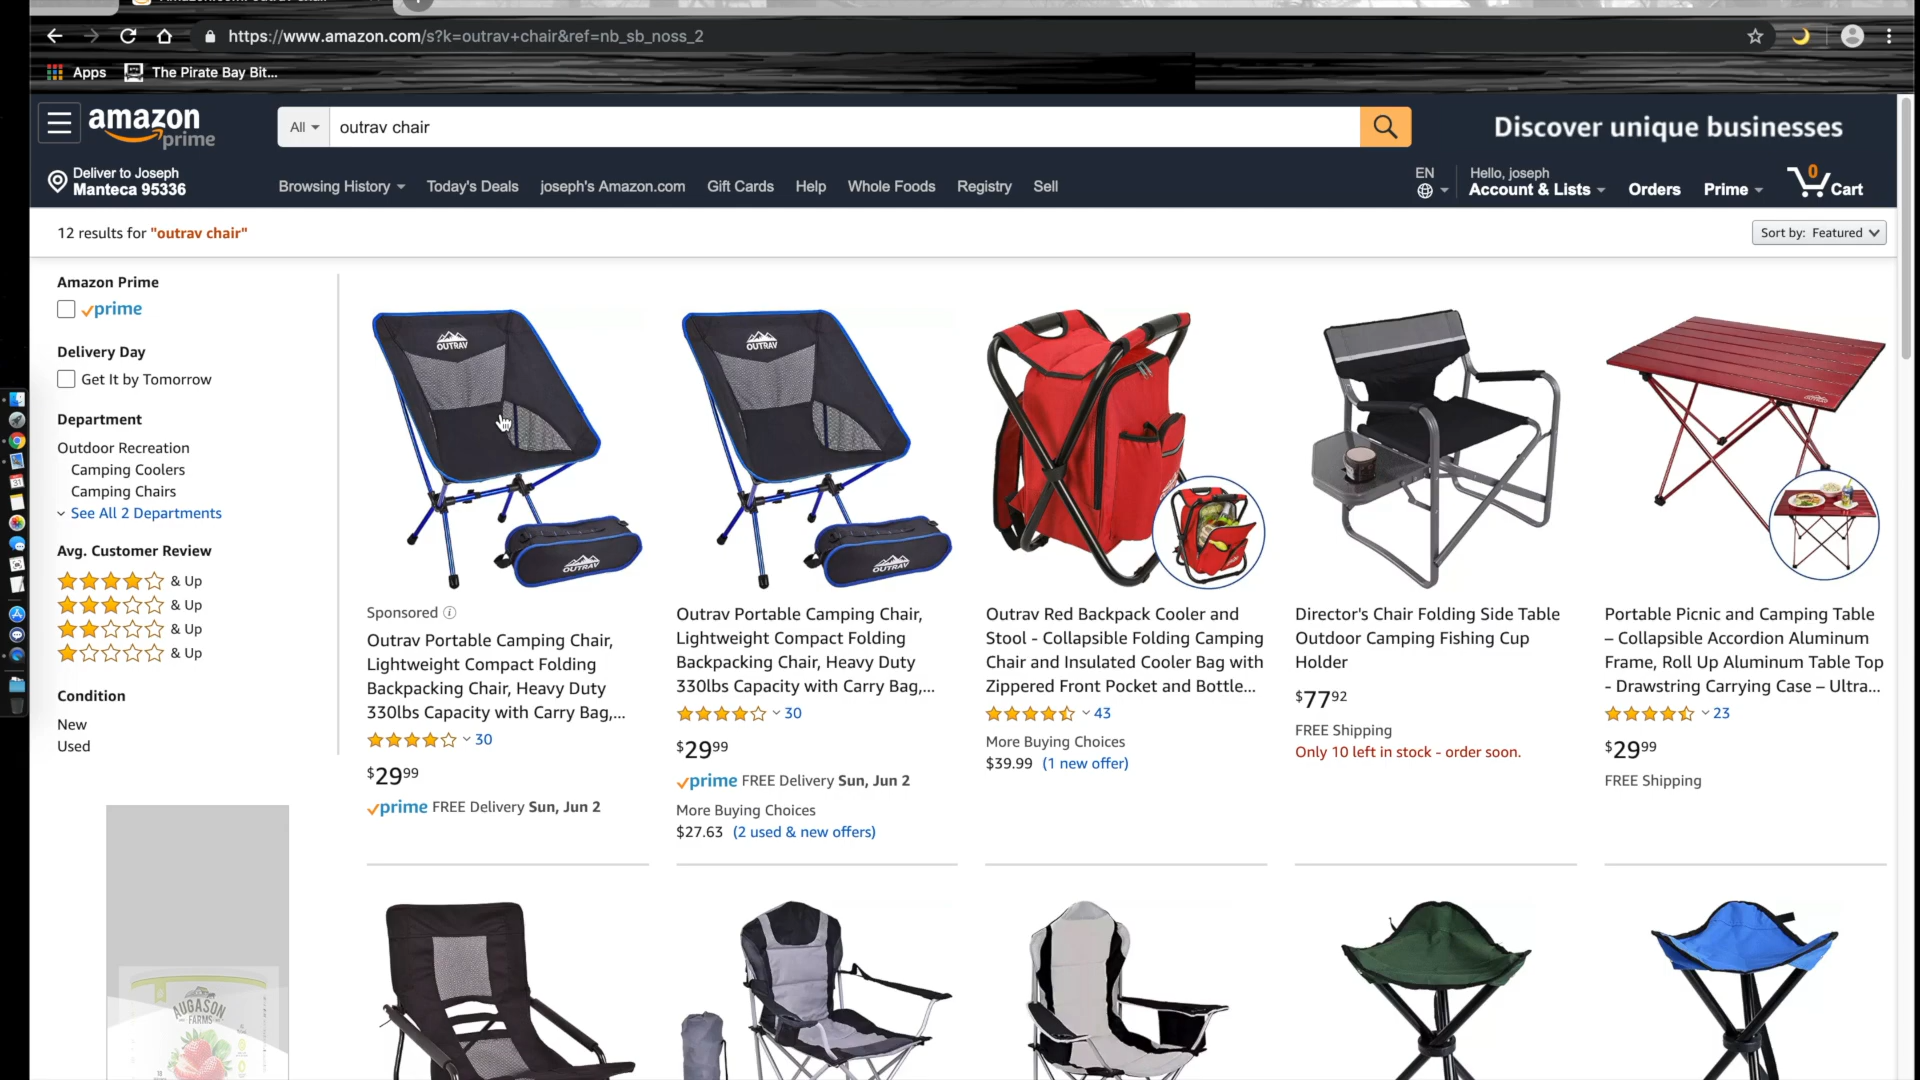 https://www.amazon.com/s?k=outrav+chair&ref=nb_sb_noss_2
Apps The Pirate Bay Bit...
amazon prime
All
outrav chair
Discover unique businesses
Deliver to Joseph
Manteca 95336
Browsing History Today's Deals joseph's Amazon.com Gift Cards Help Whole Foods Registry Sell
EN
Hello, joseph
Account & Lists
Orders
Prime
0
Cart
12 results for "outrav chair"
Sort by: Featured
Amazon Prime
prime
Delivery Day
Get It by Tomorrow
Department
Outdoor Recreation
Camping Coolers
Camping Chairs
See All 2 Departments
Avg. Customer Review
& Up
& Up
& Up
& Up
Condition
New
Used
AUGASON
FARMS
OUTRAV
OUTRAV
Sponsored
Outrav Portable Camping Chair,
Lightweight Compact Folding
Backpacking Chair, Heavy Duty
330lbs Capacity with Carry Bag,...
30
$29.99
prime FREE Delivery Sun, Jun 2
OUTRAV
OUTRAV
Outrav Portable Camping Chair,
Lightweight Compact Folding
Backpacking Chair, Heavy Duty
330lbs Capacity with Carry Bag,...
30
$29.99
prime FREE Delivery Sun, Jun 2
More Buying Choices
$27.63 (2 used & new offers)
Outrav Red Backpack Cooler and
Stool - Collapsible Folding Camping
Chair and Insulated Cooler Bag with
Zippered Front Pocket and Bottle...
43
More Buying Choices
$39.99 (1 new offer)
Director's Chair Folding Side Table
Outdoor Camping Fishing Cup
Holder
$77.92
FREE Shipping
Only 10 left in stock - order soon.
Portable Picnic and Camping Table
– Collapsible Accordion Aluminum
Frame, Roll Up Aluminum Table Top
- Drawstring Carrying Case – Ultra...
23
$29.99
FREE Shipping